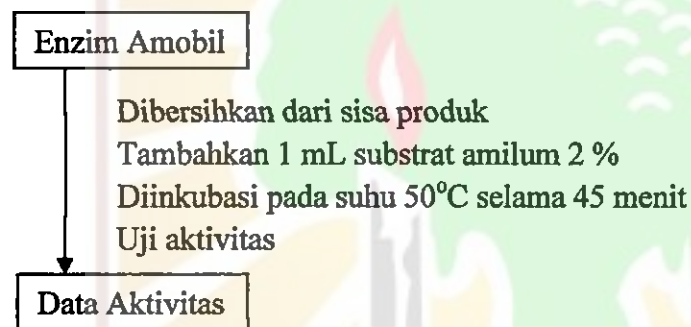 Enzim Amobil
Dibersihkan dari sisa produk
Tambahkan 1 mL substrat amilum 2 %
Diinkubasi pada suhu 50°C selama 45 menit
Uji aktivitas
Data Aktivitas